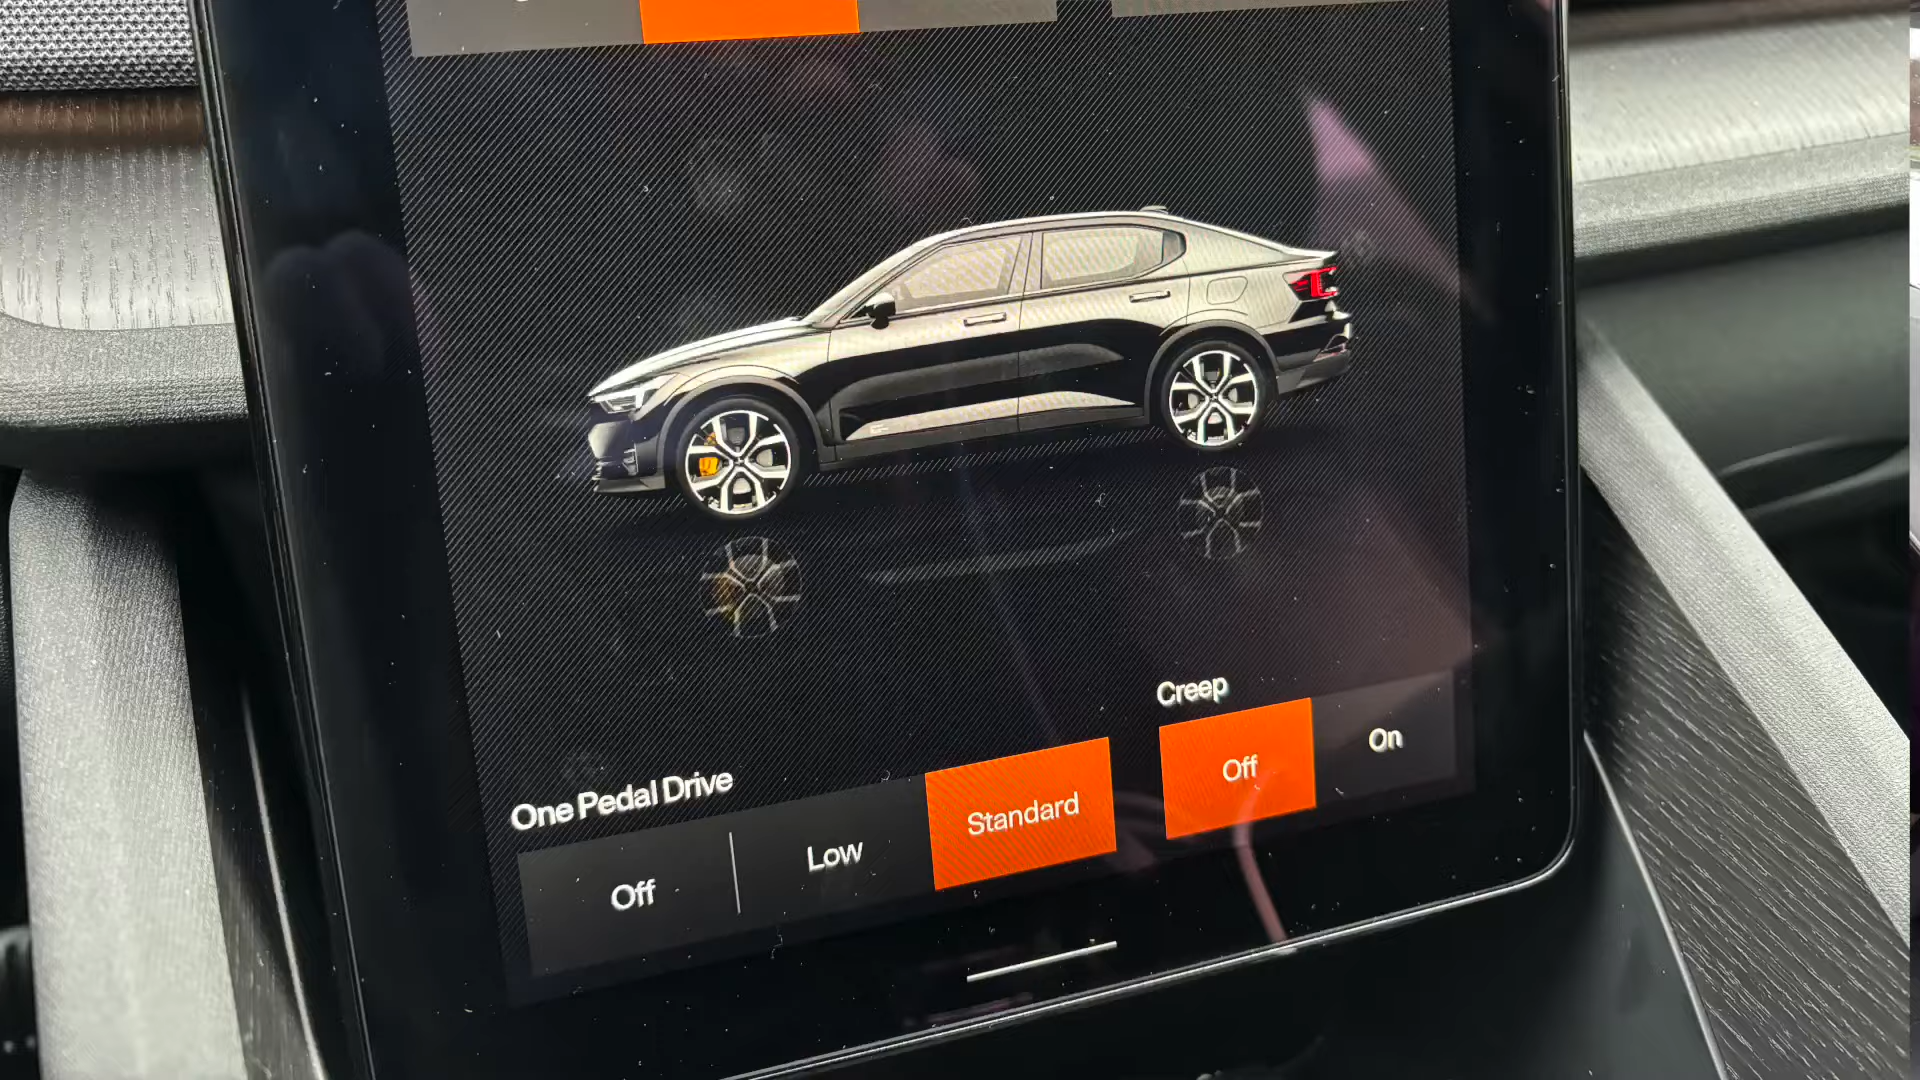 Creep
Off
On
One Pedal Drive
Off
Low
Standard